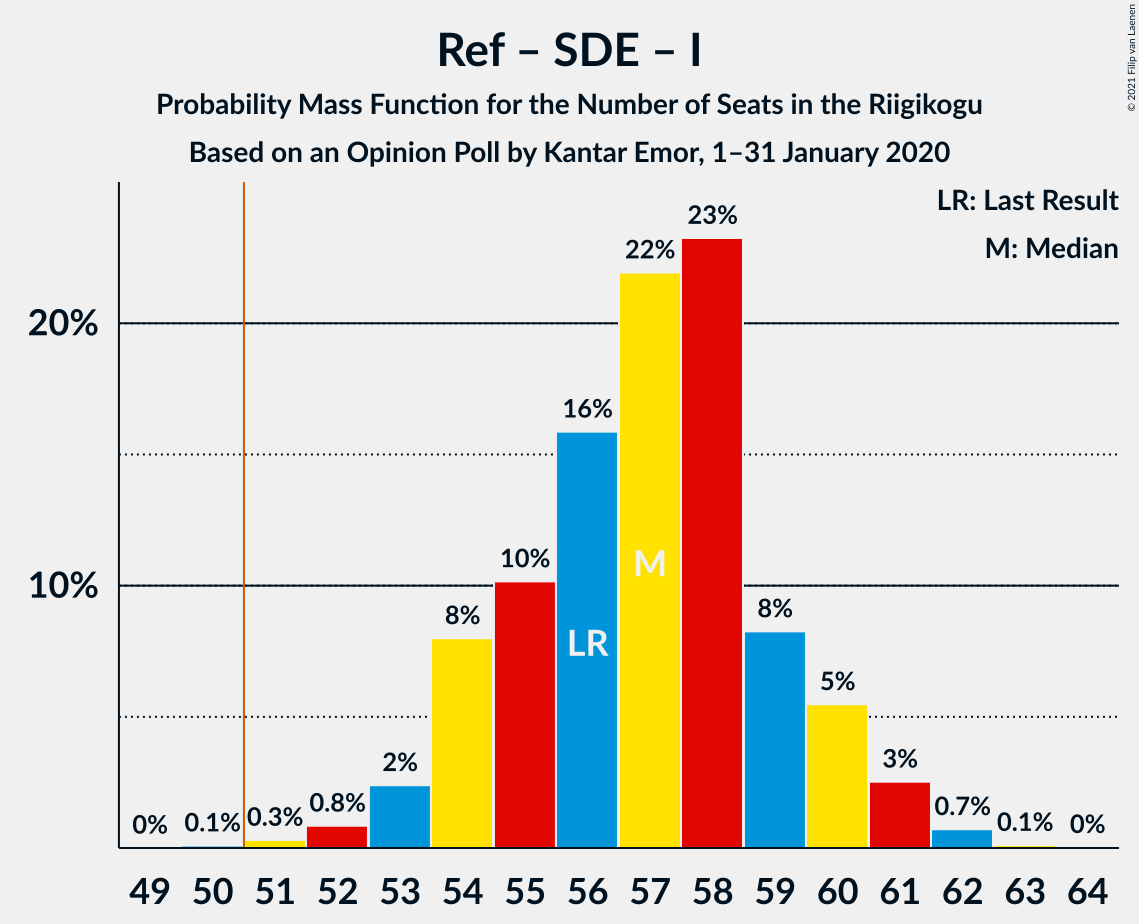 Ref – SDE – I
Probability Mass Function for the Number of Seats in the Riigikogu
Based on an Opinion Poll by Kantar Emor, 1–31 January 2020
© 2021 Filip van Laenen
LR: Last Result
M: Median
23%
22%
20%
16%
10%
M
10%
8%
8%
LR
5%
2%
3%
0%
0.1%
0.3%
0.8%
0.7%
0.1%
0%
49 50 51 52 53 54 55 56 57 58 59 60 61 62 63 64